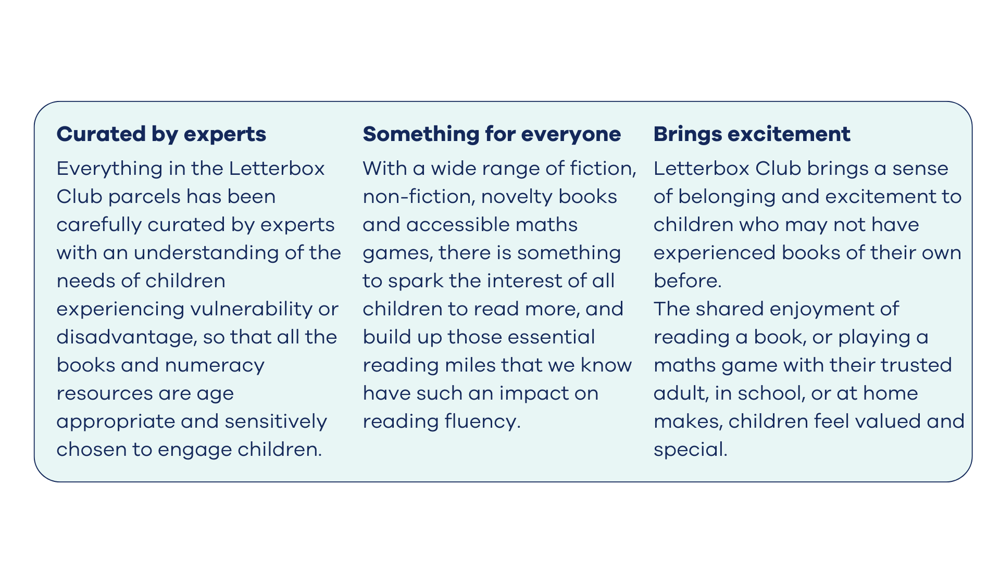 Curated by experts
Everything in the Letterbox
Club parcels has been
carefully curated by experts
with an understanding of the
needs of children
experiencing vulnerability or
disadvantage, so that all the
books and numeracy
resources are age
appropriate and sensitively
chosen to engage children.
Something for everyone
With a wide range of fiction,
non-fiction, novelty books
and accessible maths
games, there is something
to spark the interest of all
children to read more, and
build up those essential
reading miles that we know
have such an impact on
reading fluency.
Brings excitement
Letterbox Club brings a sense
of belonging and excitement to
children who may not have
experienced books of their own
before.
The shared enjoyment of
reading a book, or playing a
maths game with their trusted
adult, in school, or at home
makes, children feel valued and
special.